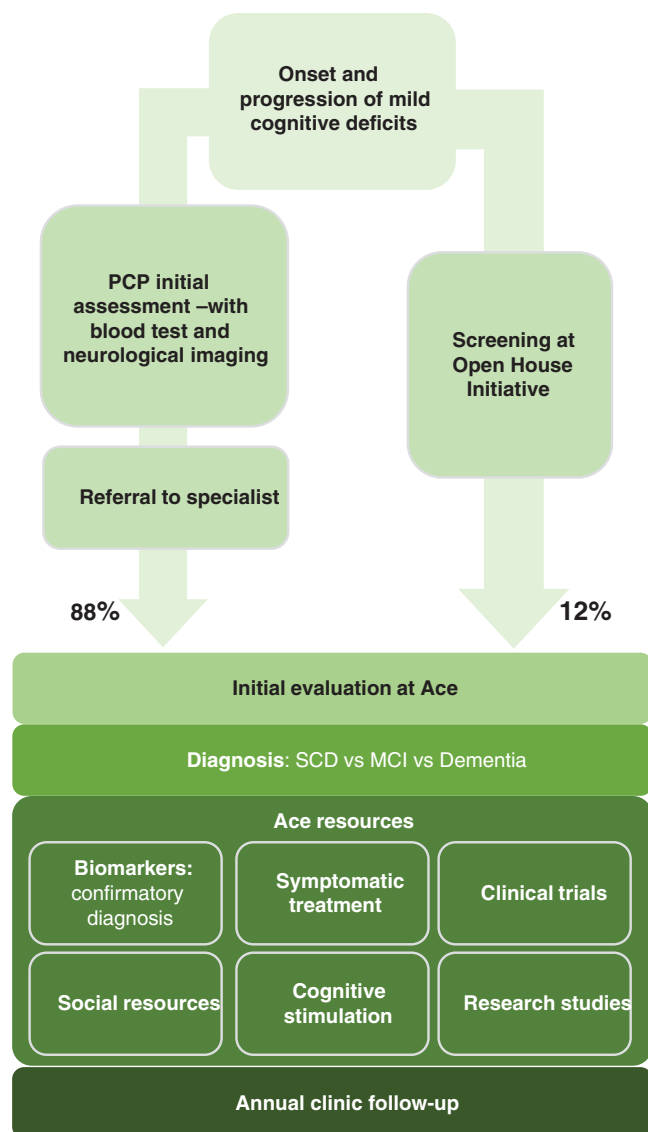 Onset and
progression of mild
cognitive deficits
PCP initial
assessment –with
blood test and
neurological imaging
Screening at
Open House
Initiative
Referral to specialist
88%
12%
Initial evaluation at Ace
Diagnosis: SCD vs MCI vs Dementia
Ace resources
Biomarkers:
confirmatory
diagnosis
Symptomatic
treatment
Clinical trials
Social resources
Cognitive
stimulation
Research studies
Annual clinic follow-up